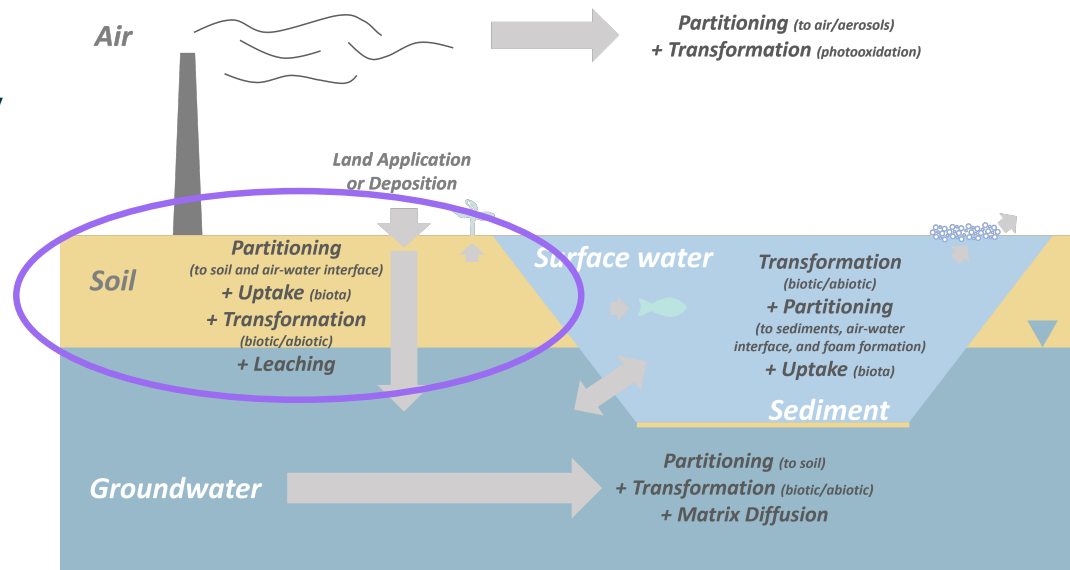 Air
Partitioning (to air/aerosols)
+ Transformation (photooxidation)
Land Application
or Deposition
Soil
Partitioning
(to soil and air-water interface)
+ Uptake (biota)
+ Transformation
(biotic/abiotic)
+ Leaching
Surface water
Transformation
(biotic/abiotic)
+ Partitioning
(to sediments, air-water
interface, and foam formation)
+ Uptake (biota)
Sediment
Groundwater
Partitioning (to soil)
+ Transformation (biotic/abiotic)
+ Matrix Diffusion